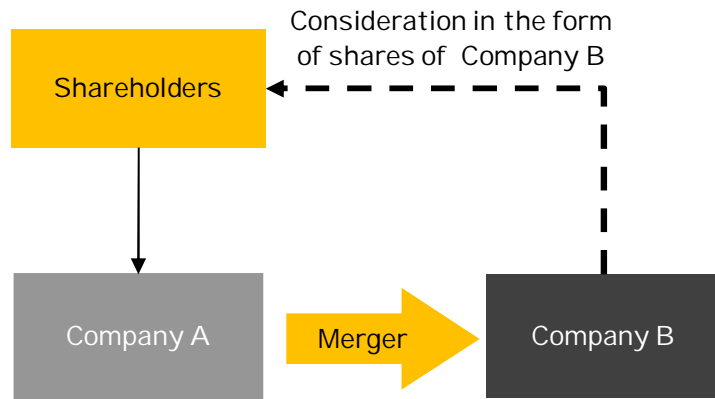 Consideration in the form
of shares of Company B
Shareholders
Company A
Merger
Company B